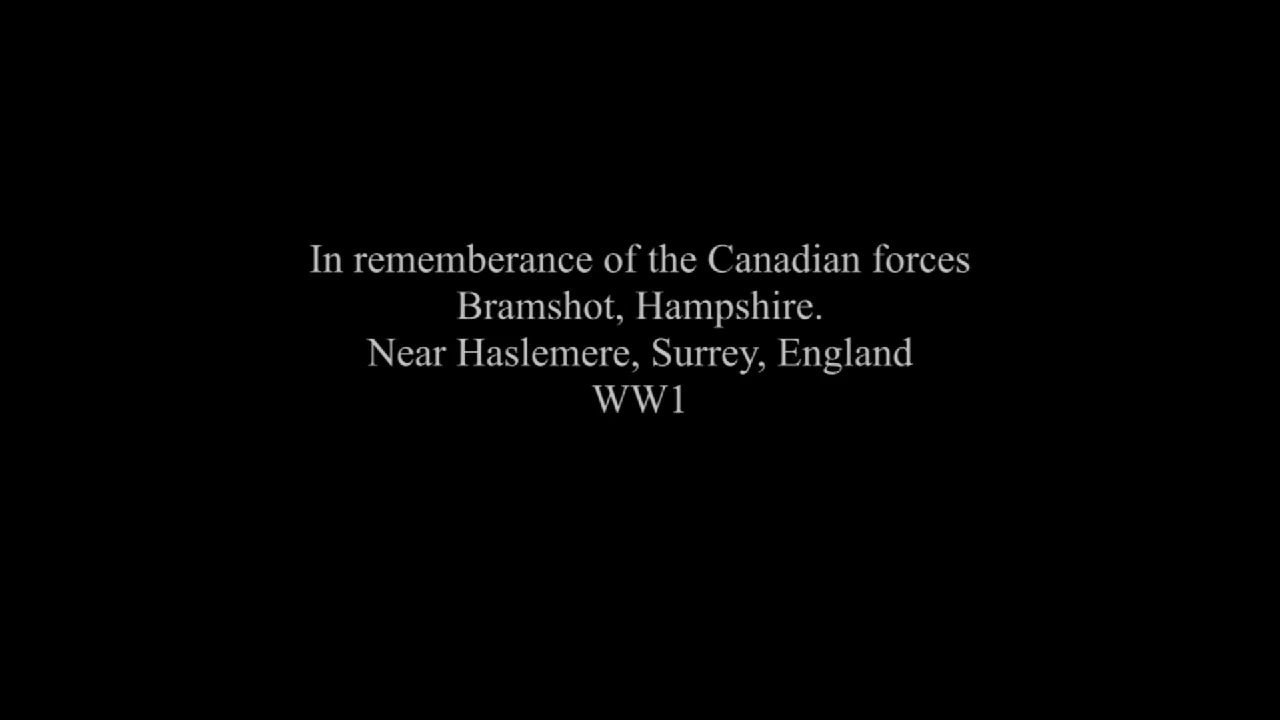 In rememberance of the Canadian forces
Bramshot, Hampshire.
Near Haslemere, Surrey, England
WW1